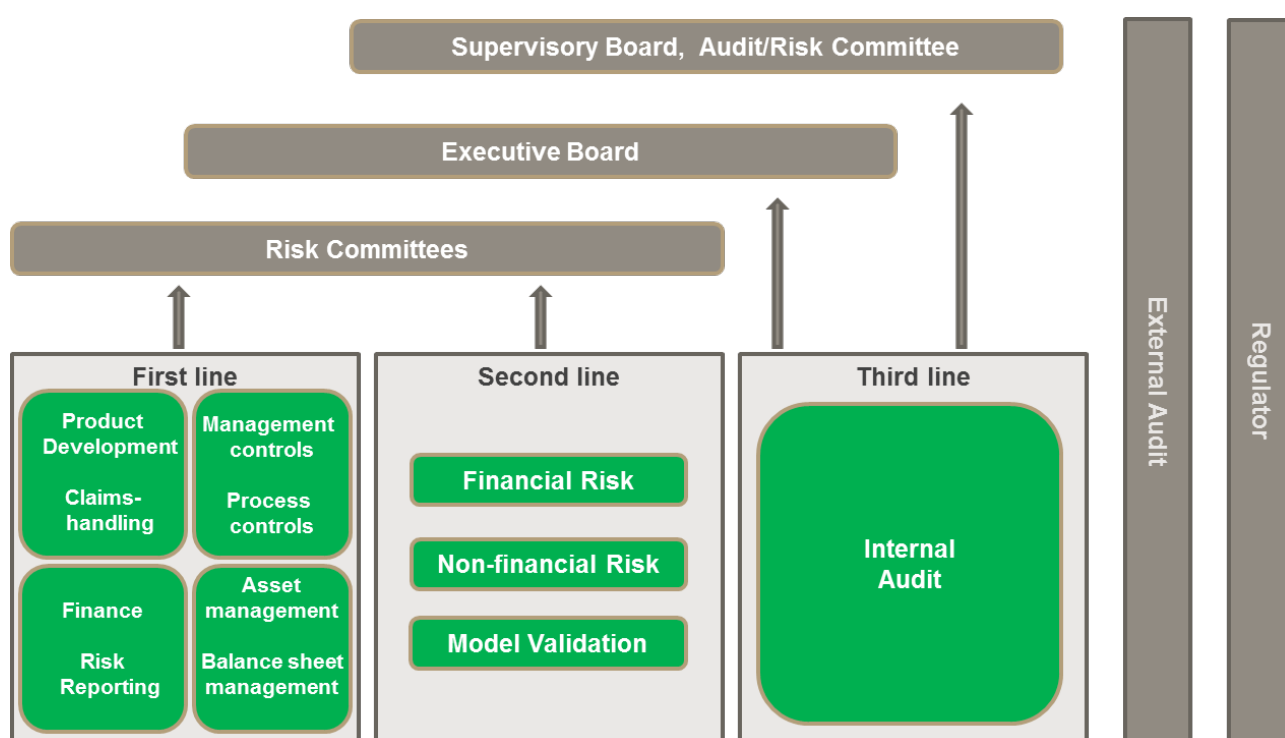 Supervisory Board, Audit/Risk Committee
Executive Board
Risk Committees
First line
Product
Development
Claims-
handling
Management
controls
Process
controls
Finance
Risk
Reporting
Asset
management
Balance sheet
management
Second line
Financial Risk
Non-financial Risk
Model Validation
Third line
Internal
Audit
External Audit
Regulator